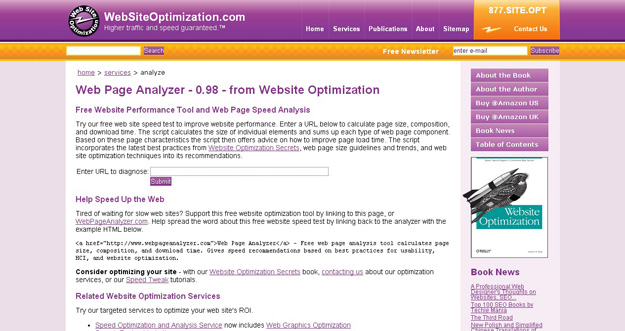 Web Site Optimization
WebSiteOptimization.com
Higher traffic and speed guaranteed.™
877.SITE.OPT
Home Services Publications About Sitemap Contact Us
Search Free Newsletter enter e-mail Subscribe
home > services > analyze
Web Page Analyzer - 0.98 - from Website Optimization
Free Website Performance Tool and Web Page Speed Analysis
Try our free web site speed test to improve website performance. Enter a URL below to calculate page size, composition,
and download time. The script calculates the size of individual elements and sums up each type of web page component.
Based on these page characteristics the script then offers advice on how to improve page load time. The script
incorporates the latest best practices from Website Optimization Secrets, web page size guidelines and trends, and web
site optimization techniques into its recommendations.
Enter URL to diagnose:
Submit
Help Speed Up the Web
Tired of waiting for slow web sites? Support this free website optimization tool by linking to this page, or
WebPageAnalyzer.com. Help spread the word about this free website speed test by linking back to the analyzer with the
example HTML below.
<a href="http://www.webpageanalyzer.com">Web Page Analyzer</a> - Free web page analysis tool calculates page
size, composition, and download time. Gives speed recommendations based on best practices for usability,
HCI, and website optimization.
Consider optimizing your site - with our Website Optimization Secrets book, contacting us about our optimization
services, or our Speed Tweak tutorials.
Related Website Optimization Services
Try our targeted services to optimize your web site's ROI.
• Speed Optimization and Analysis Service now includes Web Graphics Optimization
About the Book
About the Author
Buy @Amazon US
Buy @Amazon UK
Book News
Table of Contents
Website
Optimization
O'REILLY
Book News
A Professional Web
Designer's Thoughts on
Websites, SEO...
Top 100 SEO Books by
Techie Mania
The Third Road
New Polish and Simplified
Chinese Translations of